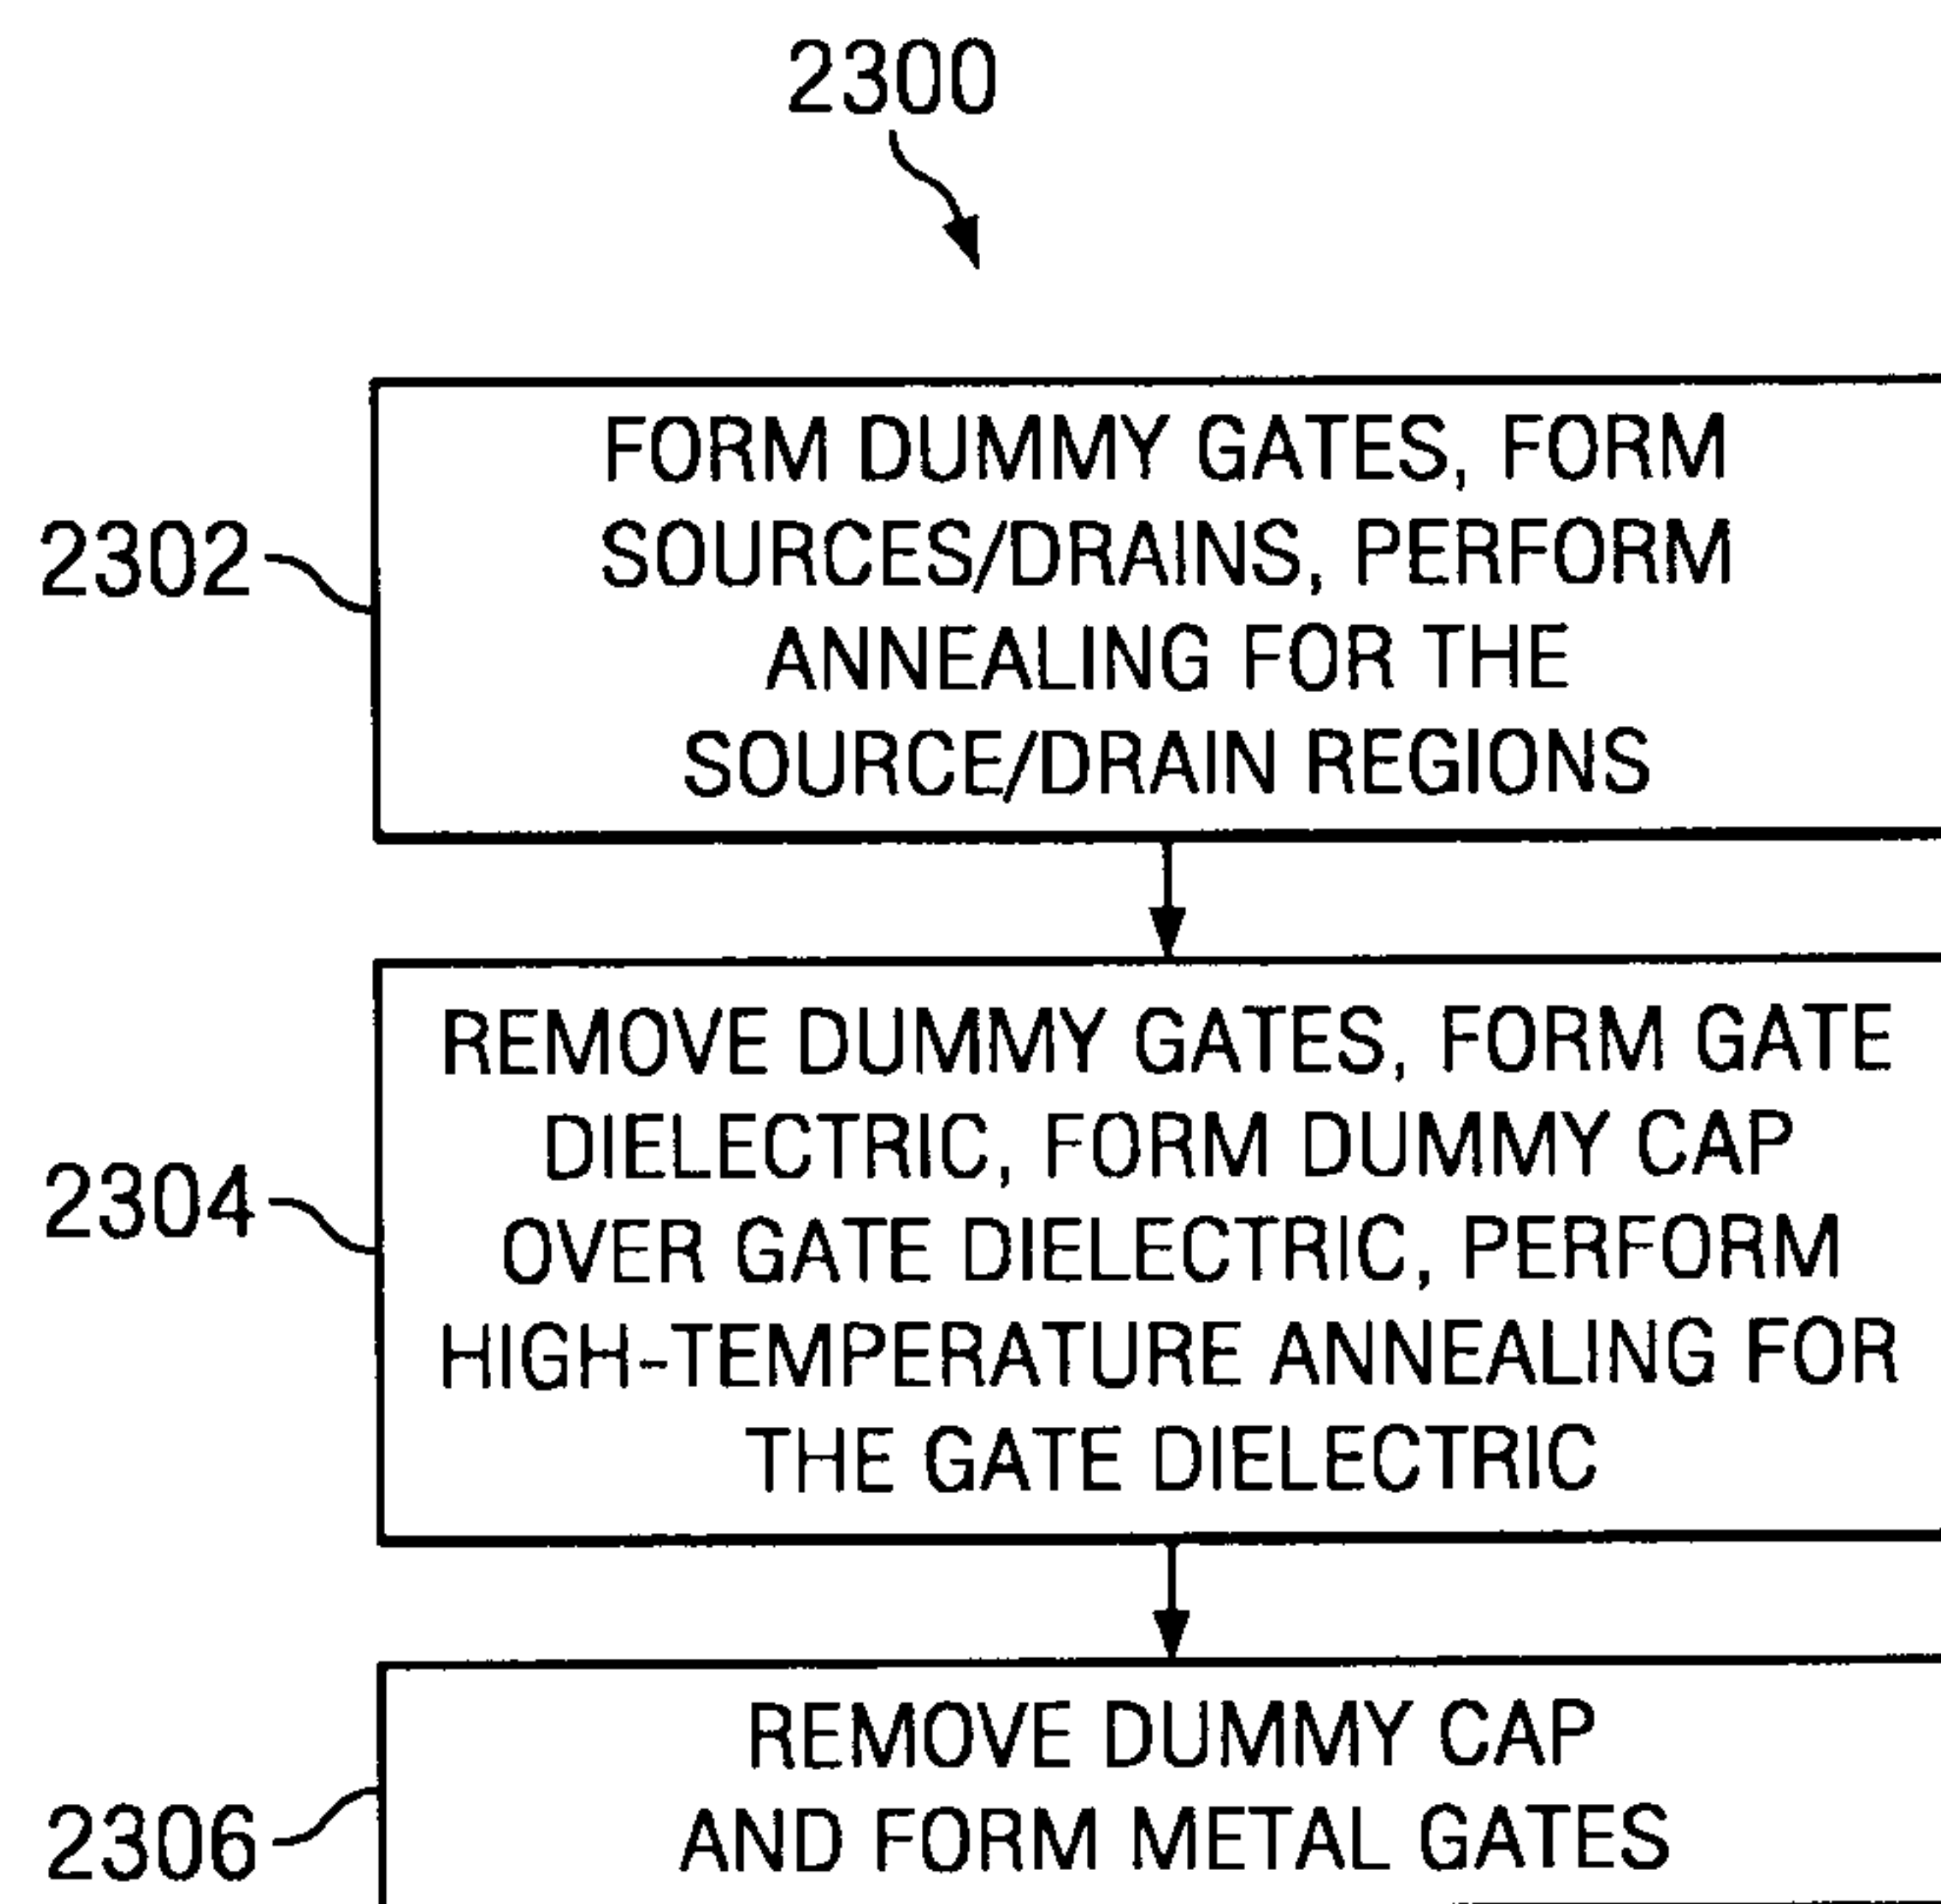 2300
FORM DUMMY GATES, FORM
SOURCES/DRAINS, PERFORM
ANNEALING FOR THE
SOURCE/DRAIN REGIONS
2302
REMOVE DUMMY GATES, FORM GATE
DIELECTRIC, FORM DUMMY CAP
OVER GATE DIELECTRIC, PERFORM
HIGH-TEMPERATURE ANNEALING FOR
THE GATE DIELECTRIC
2304
REMOVE DUMMY CAP
AND FORM METAL GATES
2306